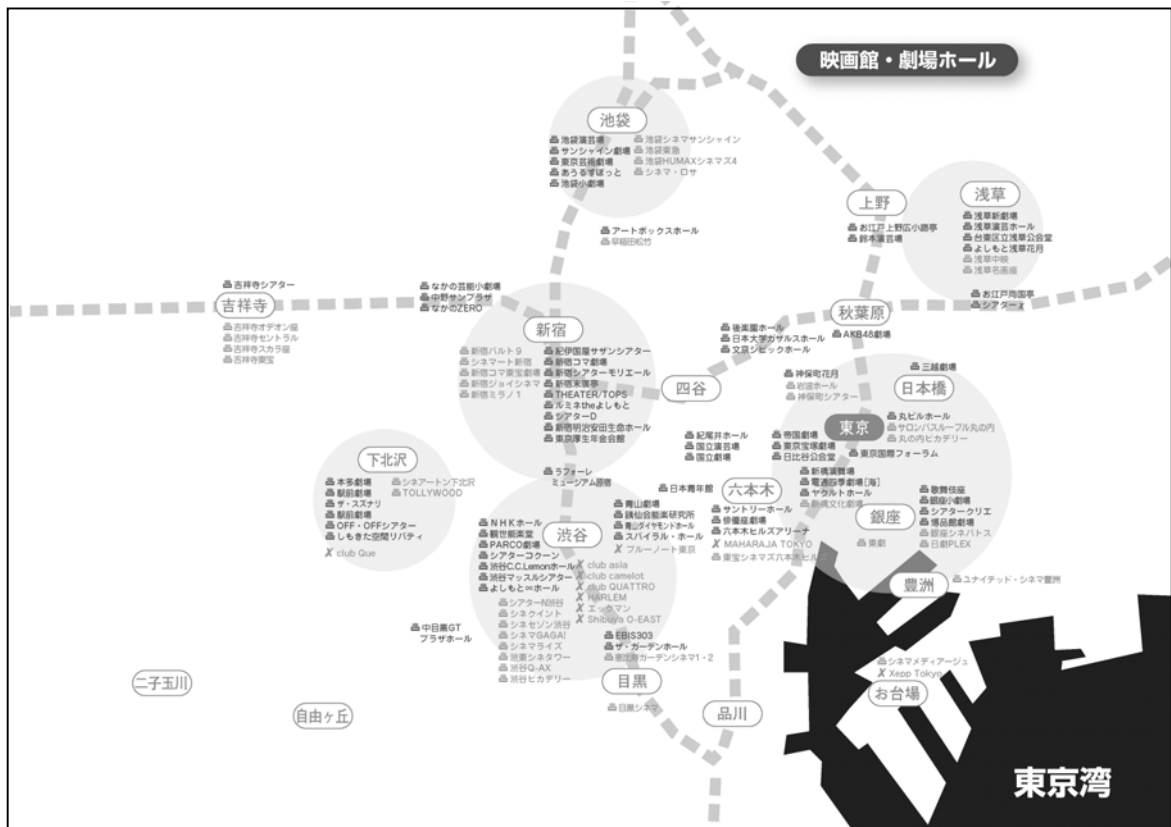 映画館・劇場ホール
池袋
池袋演芸場
サンシャイン劇場
東京芸術劇場
あうるすぽっと
池袋小劇場
池袋シネマサンシャイン
池袋東急
池袋HUMAXシネマズ4
シネマ・ロサ
アートボックスホール
早稲田松竹
上野
お江戸上野広小路亭
鈴本演芸場
浅草
浅草新劇場
浅草演芸ホール
台東区立浅草公会堂
よしもと浅草花月
浅草中映
浅草名画座
お江戸両国亭
シアターχ
吉祥寺シアター
吉祥寺
吉祥寺オデオン座
吉祥寺セントラル
吉祥寺スカラ座
吉祥寺東宝
なかの芸能小劇場
中野サンプラザ
なかのZERO
新宿
新宿バルト9
シネマート新宿
新宿コマ東宝劇場
新宿ジョイシネマ
新宿ミラノ1
紀伊国屋サザンシアター
新宿コマ劇場
新宿シアターモリエール
新宿末廣亭
THEATER/TOPS
ルミネtheよしもと
シアターD
新宿明治安田生命ホール
東京厚生年金会館
秋葉原
AKB48劇場
後楽園ホール
日本大学カザルスホール
文京シビックホール
四谷
神保町花月
岩波ホール
神保町シアター
三越劇場
日本橋
東京
丸ビルホール
サロンパスルーブル丸の内
丸の内ピカデリー
東京国際フォーラム
紀尾井ホール
国立演芸場
国立劇場
帝国劇場
東京宝塚劇場
日比谷公会堂
下北沢
本多劇場
駅前劇場
ザ・スズナリ
駅前劇場
OFF・OFFシアター
しもきた空間リバティ
club Que
シネアートン下北沢
TOLLYWOOD
ラフォーレ
ミュージアム原宿
日本青年館
六本木
サントリーホール
俳優座劇場
六本木ヒルズアリーナ
MAHARAJA TOKYO
東宝シネマズ六本木ヒルズ
新橋演舞場
電通四季劇場[海]
ヤクルトホール
新橋文化劇場
銀座
東劇
歌舞伎座
銀座小劇場
シアタークリエ
博品館劇場
銀座シネパトス
日劇PLEX
青山劇場
銕仙会能楽研究所
青山ダイヤモンドホール
スパイラル・ホール
ブルーノート東京
渋谷
NHKホール
観世能楽堂
PARCO劇場
シアターコクーン
渋谷C.C.Lemonホール
渋谷マッスルシアター
よしもと∞ホール
シアターN渋谷
シネクイント
シネセゾン渋谷
シネマGAGA!
シネマライズ
渋東シネタワー
渋谷Q-AX
渋谷ピカデリー
club asia
club camelot
club QUATTRO
HARLEM
エッグマン
Shibuya O-EAST
豊洲
ユナイテッド・シネマ豊洲
中目黒GT
プラザホール
EBIS303
ザ・ガーデンホール
恵比寿ガーデンシネマ1・2
目黒
目黒シネマ
二子玉川
自由ヶ丘
品川
シネマメディアージュ
Xepp Tokyo
お台場
東京湾